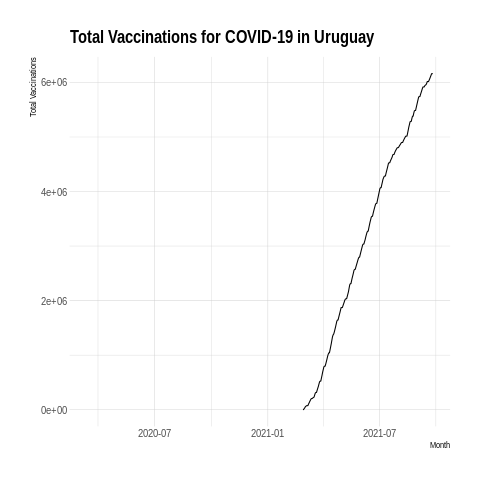 Total Vaccinations for COVID-19 in Uruguay
Total Vaccinations
6e+06
4e+06
2e+06
0e+00
2020-07 2021-01 2021-07
Month